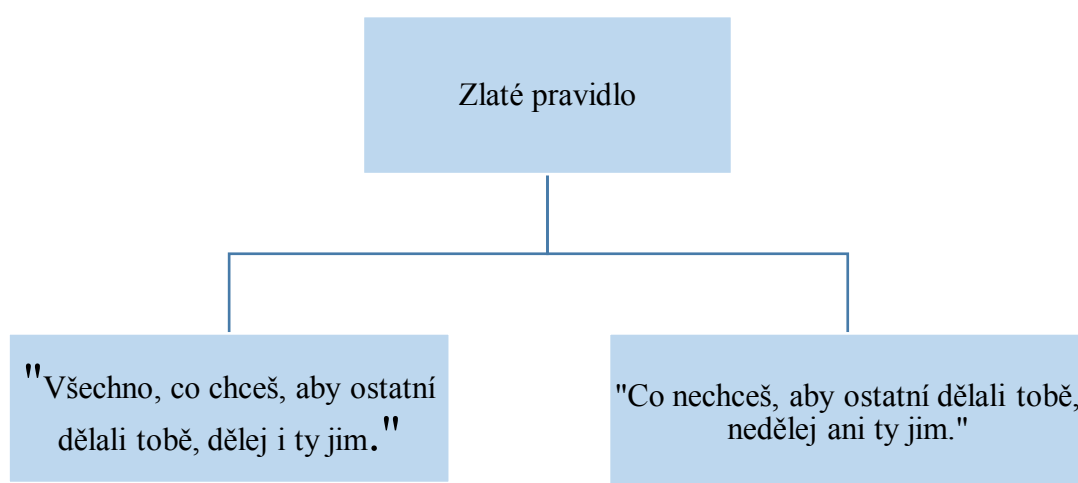 Zlaté pravidlo
"Všechno, co chceš, aby ostatní
dělali tobě, dělej i ty jim."
"Co nechceš, aby ostatní dělali tobě,
nedělej ani ty jim."